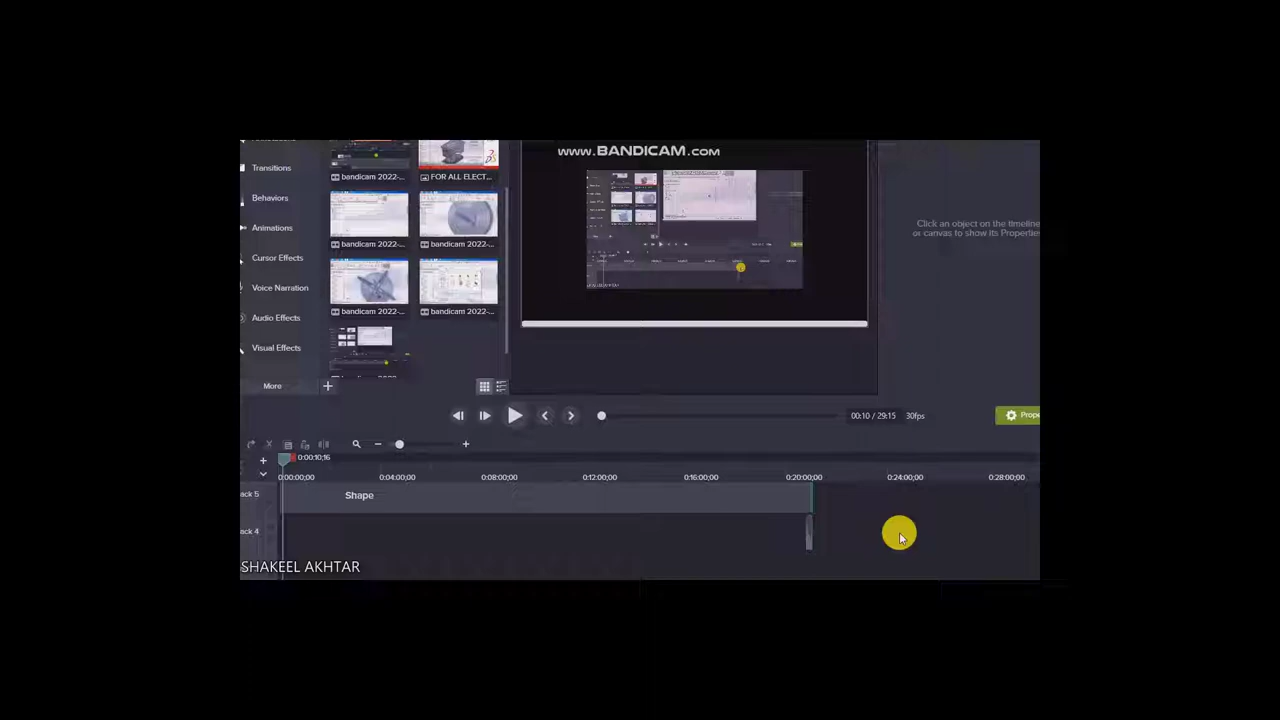 www.BANDICAM.com
Transitions
bandicam 2022-...
FOR ALL ELECT...
Behaviors
Click an object on the timeline
or canvas to show its Properties
Animations
bandicam 2022-...
bandicam 2022-...
Cursor Effects
Voice Narration
bandicam 2022-...
bandicam 2022-...
Audio Effects
Visual Effects
More
00:10 / 29:15
30fps
Prope
0:00:10;16
0:00:00;00
0:04:00;00
0:08:00;00
0:12:00;00
0:16:00;00
0:20:00;00
0:24:00;00
0:28:00;00
ack 5
Shape
ack 4
SHAKEEL AKHTAR